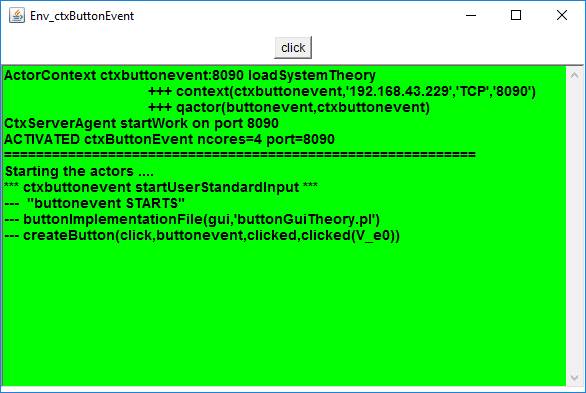 Env_ctxButtonEvent
click
ActorContext ctxbuttonevent:8090 loadSystemTheory
+++ context(ctxbuttonevent,'192.168.43.229','TCP','8090')
+++ qactor(buttonevent,ctxbuttonevent)
CtxServerAgent startWork on port 8090
ACTIVATED ctxButtonEvent ncores=4 port=8090
===========================================================
Starting the actors ....
*** ctxbuttonevent startUserStandardInput ***
---  "buttonevent STARTS"
--- buttonImplementationFile(gui,'buttonGuiTheory.pl')
--- createButton(click,buttonevent,clicked,clicked(V_e0))